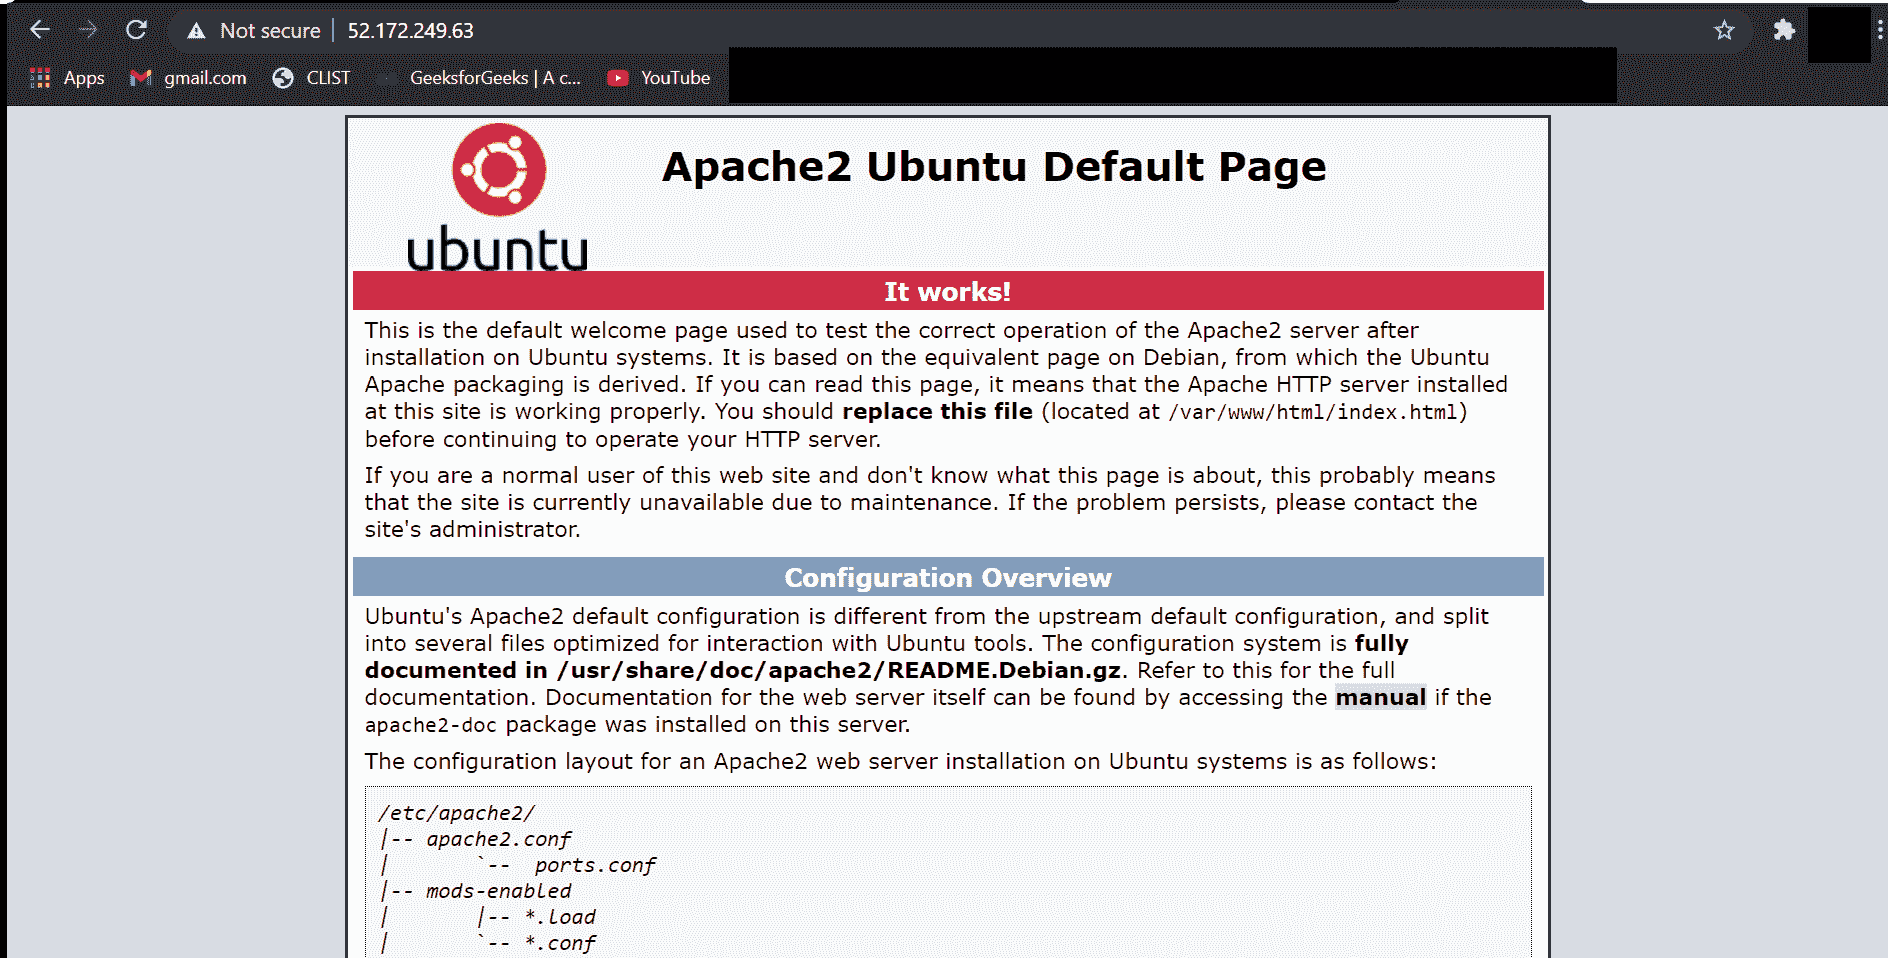 Not secure | 52.172.249.63
Apps gmail.com CLIST GeeksforGeeks | A c... YouTube
ubuntu
Apache2 Ubuntu Default Page
It works!
This is the default welcome page used to test the correct operation of the Apache2 server after
installation on Ubuntu systems. It is based on the equivalent page on Debian, from which the Ubuntu
Apache packaging is derived. If you can read this page, it means that the Apache HTTP server installed
at this site is working properly. You should replace this file (located at /var/www/html/index.html)
before continuing to operate your HTTP server.
If you are a normal user of this web site and don't know what this page is about, this probably means
that the site is currently unavailable due to maintenance. If the problem persists, please contact the
site's administrator.
Configuration Overview
Ubuntu's Apache2 default configuration is different from the upstream default configuration, and split
into several files optimized for interaction with Ubuntu tools. The configuration system is fully
documented in /usr/share/doc/apache2/README.Debian.gz. Refer to this for the full
documentation. Documentation for the web server itself can be found by accessing the manual if the
apache2-doc package was installed on this server.
The configuration layout for an Apache2 web server installation on Ubuntu systems is as follows:
/etc/apache2/
|-- apache2.conf
|       `--  ports.conf
|-- mods-enabled
|       |-- *.load
|       `-- *.conf